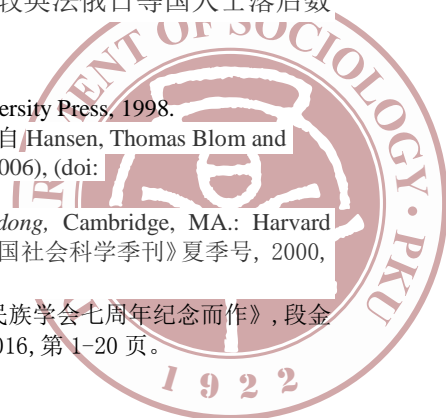 较英法俄日等国人士落后数
ersity Press, 1998.
自 Hansen, Thomas Blom and
006), (doi:
dong, Cambridge, MA.: Harvard
国社会科学季刊》夏季号, 2000,
民族学会七周年纪念而作》, 段金
016, 第 1-20 页。
ENT OF SOCIOLOGY · PKU
1922